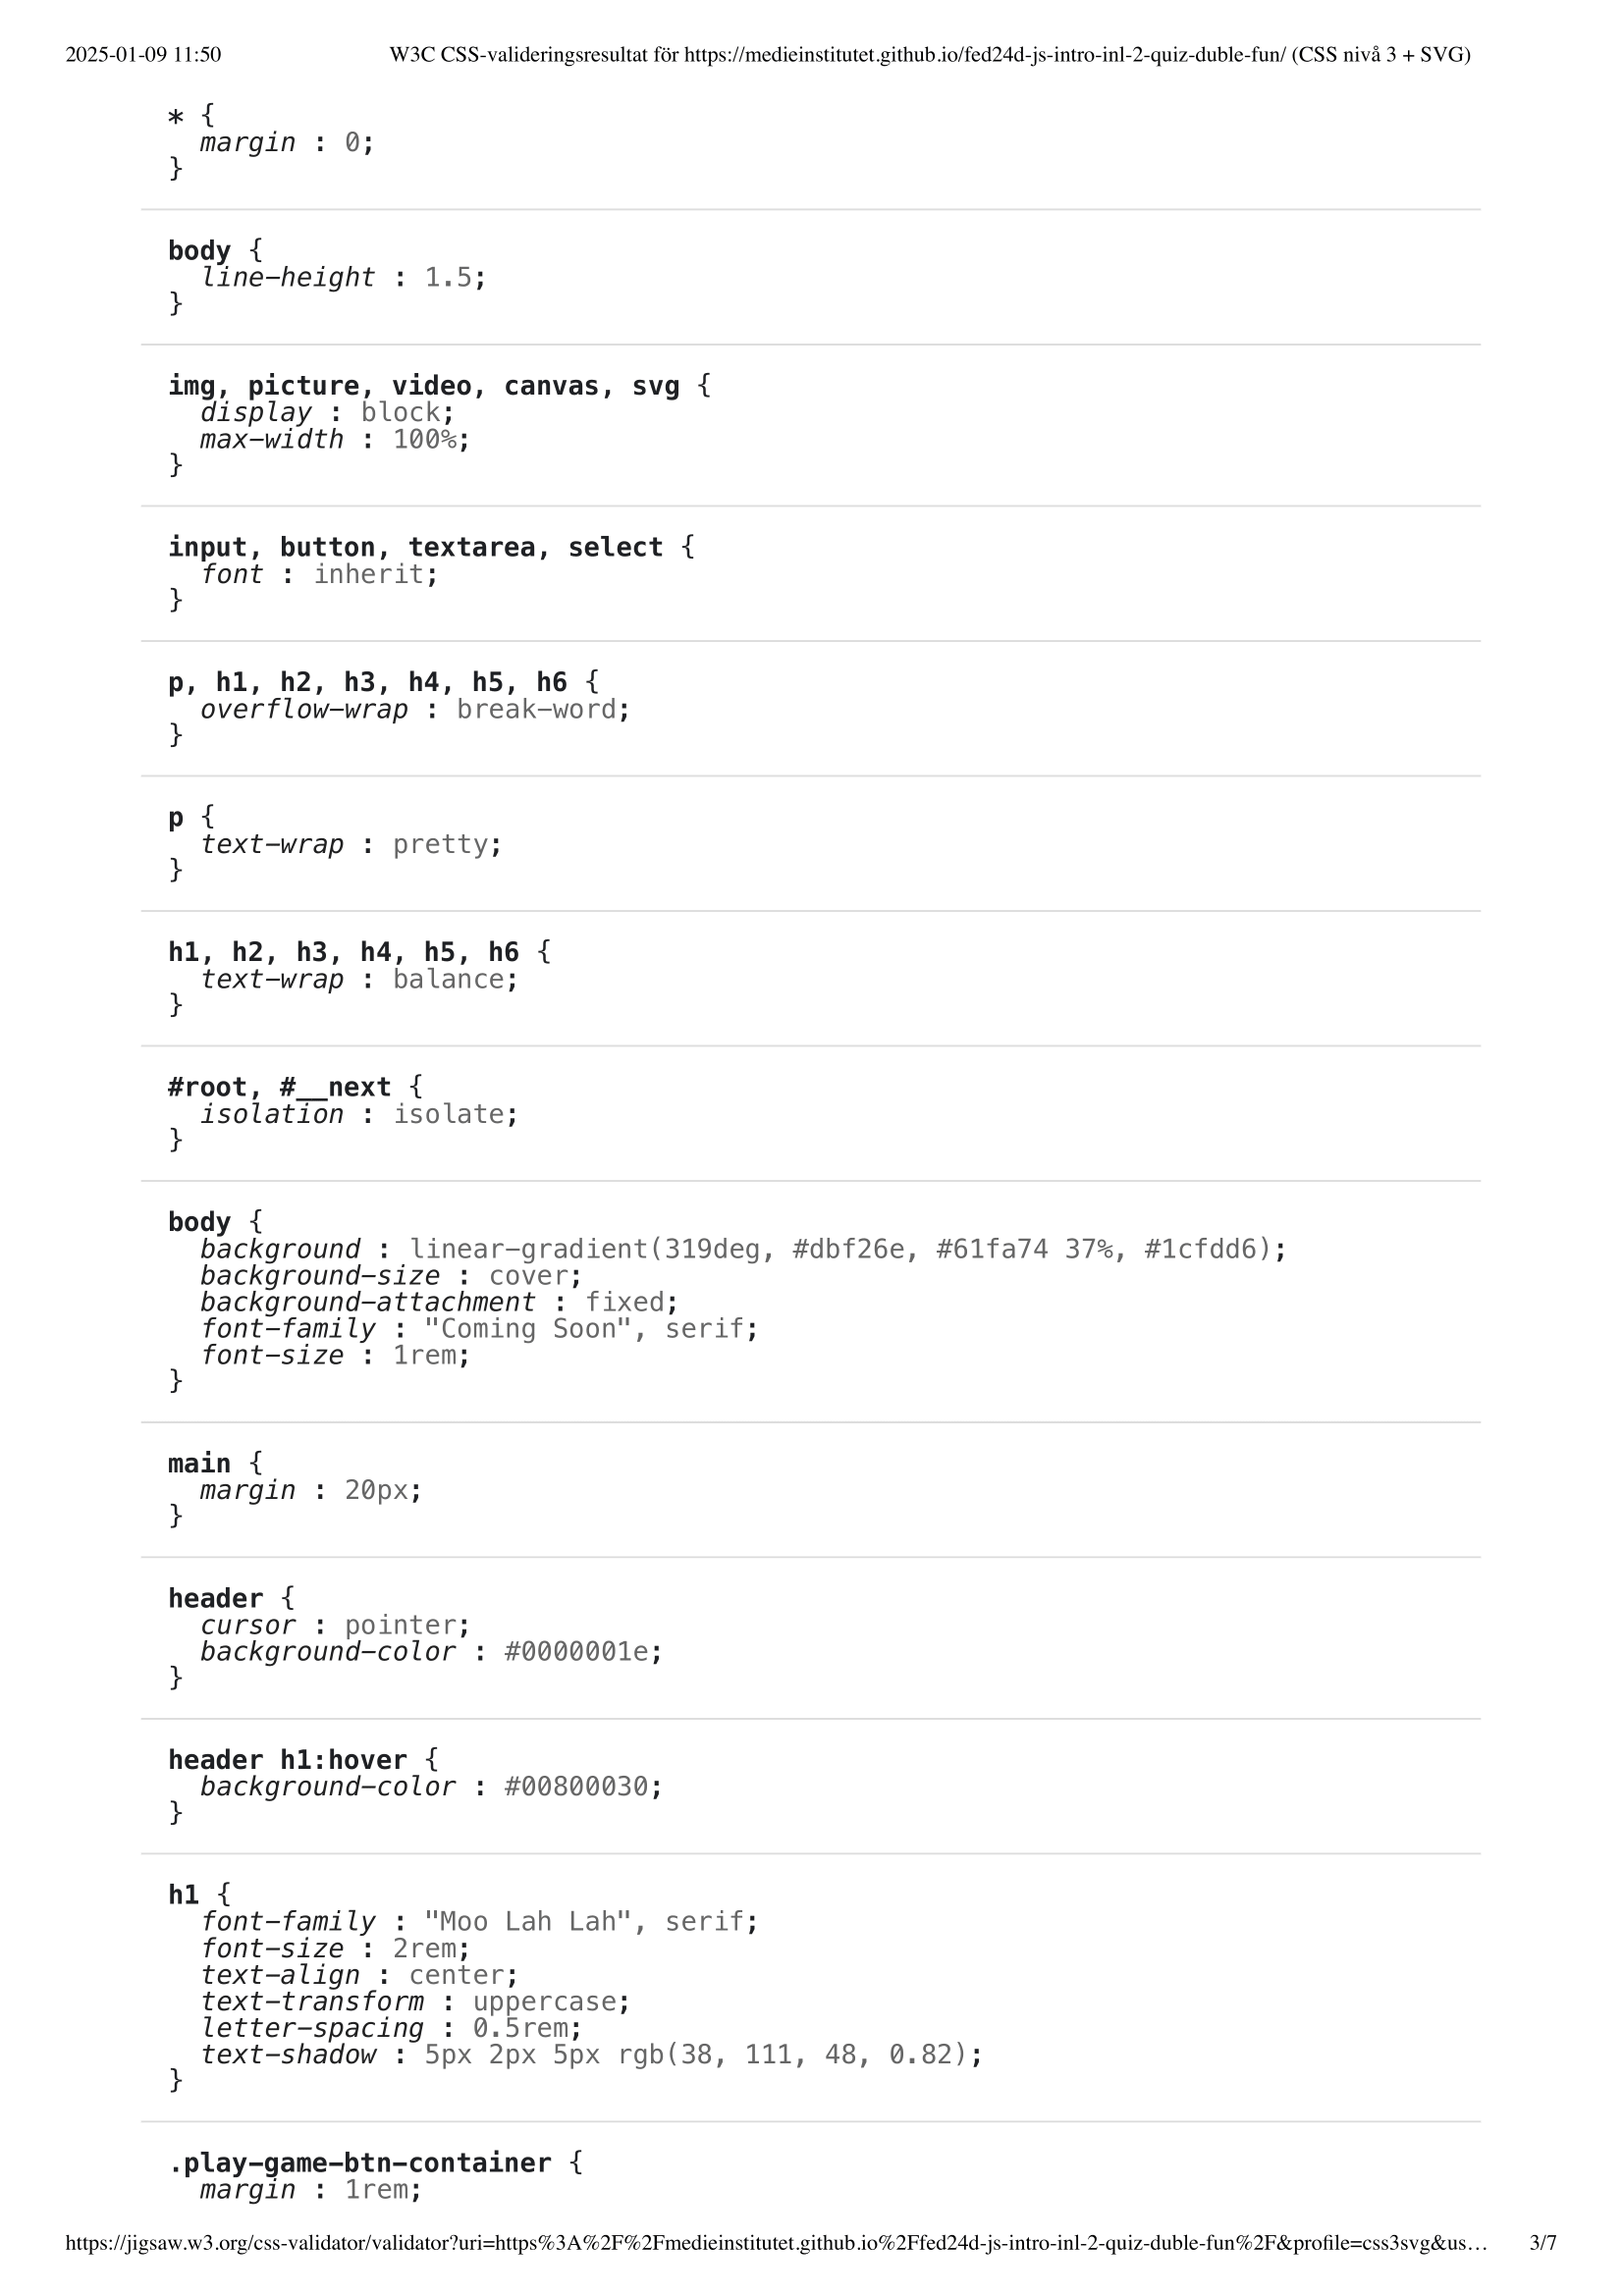 2025-01-09 11:50 W3C CSS-valideringsresultat för https://medieinstitutet.github.io/fed24d-js-intro-inl-2-quiz-duble-fun/ (CSS nivå 3 + SVG)
* {
  margin : 0;
}
body {
  line-height : 1.5;
}
img, picture, video, canvas, svg {
  display : block;
  max-width : 100%;
}
input, button, textarea, select {
  font : inherit;
}
p, h1, h2, h3, h4, h5, h6 {
  overflow-wrap : break-word;
}
p {
  text-wrap : pretty;
}
h1, h2, h3, h4, h5, h6 {
  text-wrap : balance;
}
#root, #__next {
  isolation : isolate;
}
body {
  background : linear-gradient(319deg, #dbf26e, #61fa74 37%, #1cfdd6);
  background-size : cover;
  background-attachment : fixed;
  font-family : "Coming Soon", serif;
  font-size : 1rem;
}
main {
  margin : 20px;
}
header {
  cursor : pointer;
  background-color : #0000001e;
}
header h1:hover {
  background-color : #00800030;
}
h1 {
  font-family : "Moo Lah Lah", serif;
  font-size : 2rem;
  text-align : center;
  text-transform : uppercase;
  letter-spacing : 0.5rem;
  text-shadow : 5px 2px 5px rgb(38, 111, 48, 0.82);
}
.play-game-btn-container {
  margin : 1rem;
https://jigsaw.w3.org/css-validator/validator?uri=https%3A%2F%2Fmedieinstitutet.github.io%2Ffed24d-js-intro-inl-2-quiz-duble-fun%2F&profile=css3svg&us… 3/7